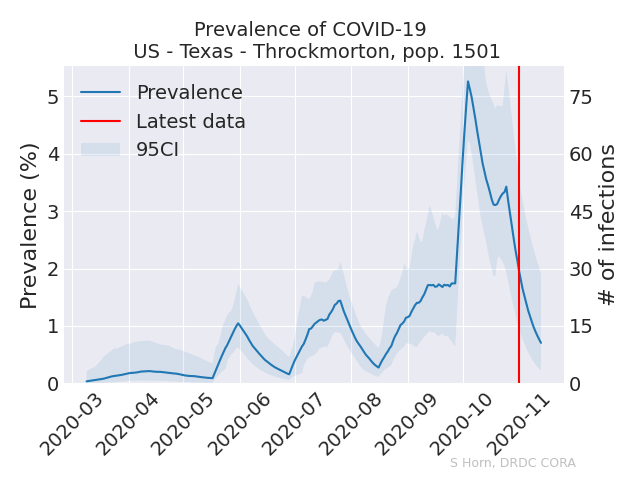 Prevalence of COVID-19
US - Texas - Throckmorton, pop. 1501
Prevalence
Latest data
95CI
Prevalence (%)
5
4
3
2
1
0
# of infections
75
60
45
30
15
0
2020-03
2020-04
2020-05
2020-06
2020-07
2020-08
2020-09
2020-10
2020-11
S Horn, DRDC CORA